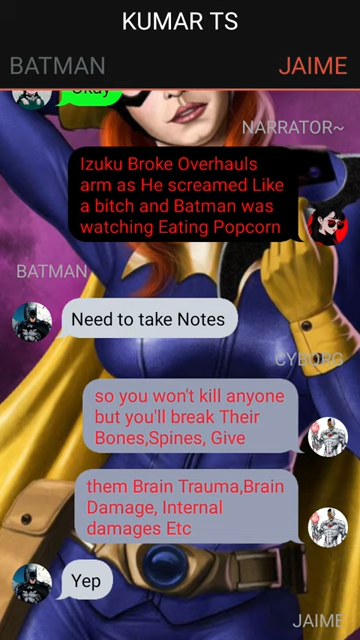 KUMAR TS
BATMAN
JAIME
Okay
NARRATOR~
Izuku Broke Overhauls
arm as He screamed Like
a bitch and Batman was
watching Eating Popcorn
BATMAN
Need to take Notes
CYBORG
so you won't kill anyone
but you'll break Their
Bones,Spines, Give
them Brain Trauma,Brain
Damage, Internal
damages Etc
Yep
JAIME